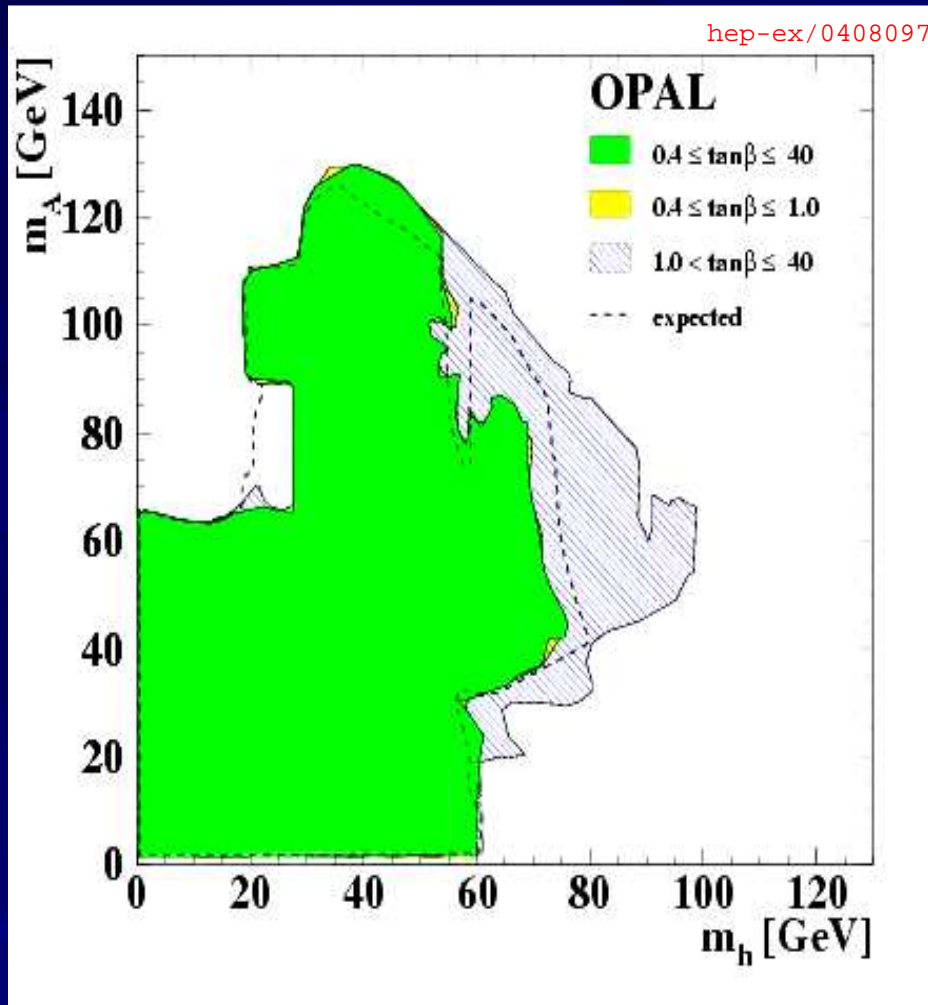 hep-ex/0408097
OPAL
0.4 ≤ tanβ ≤ 40
0.4 ≤ tanβ ≤ 1.0
1.0 < tanβ ≤ 40
expected
m_A [GeV]
140
120
100
80
60
40
20
0
0 20 40 60 80 100 120
m_h [GeV]